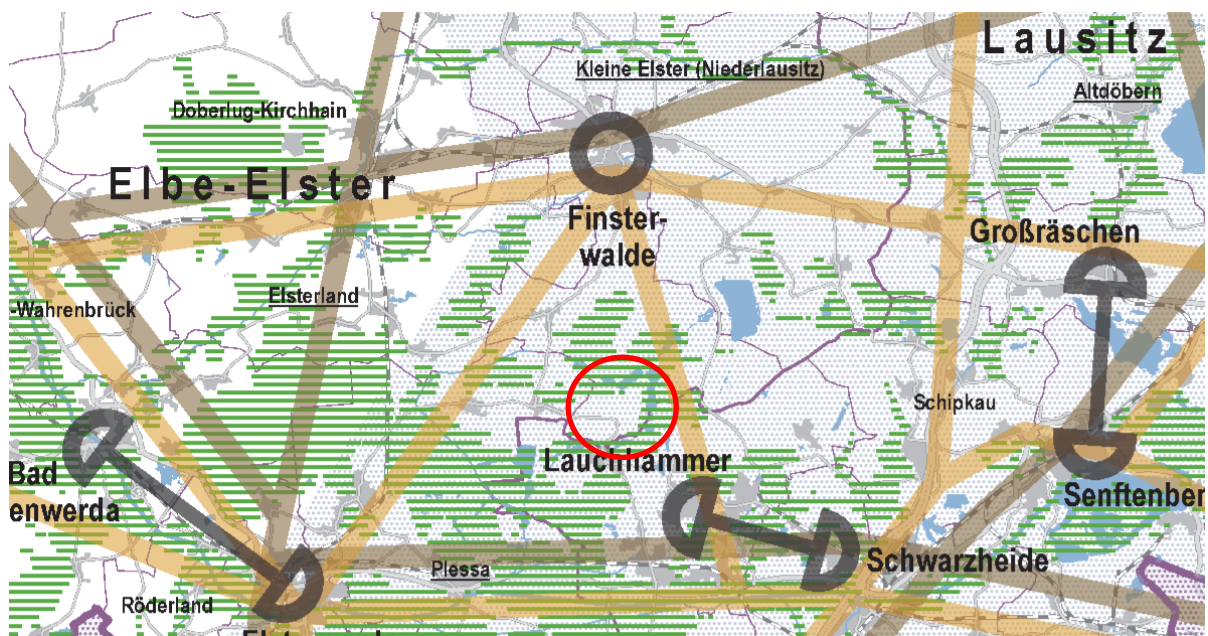 Lausitz
Kleine Elster (Niederlausitz)
Altdöbern
Doberlug-Kirchhain
Elbe-Elster
Finster-
walde
Großräschen
Elsterland
-Wahrenbrück
Schipkau
Lauchhammer
Bad
enwerda
Senftenber
Schwarzheide
Plessa
Röderland